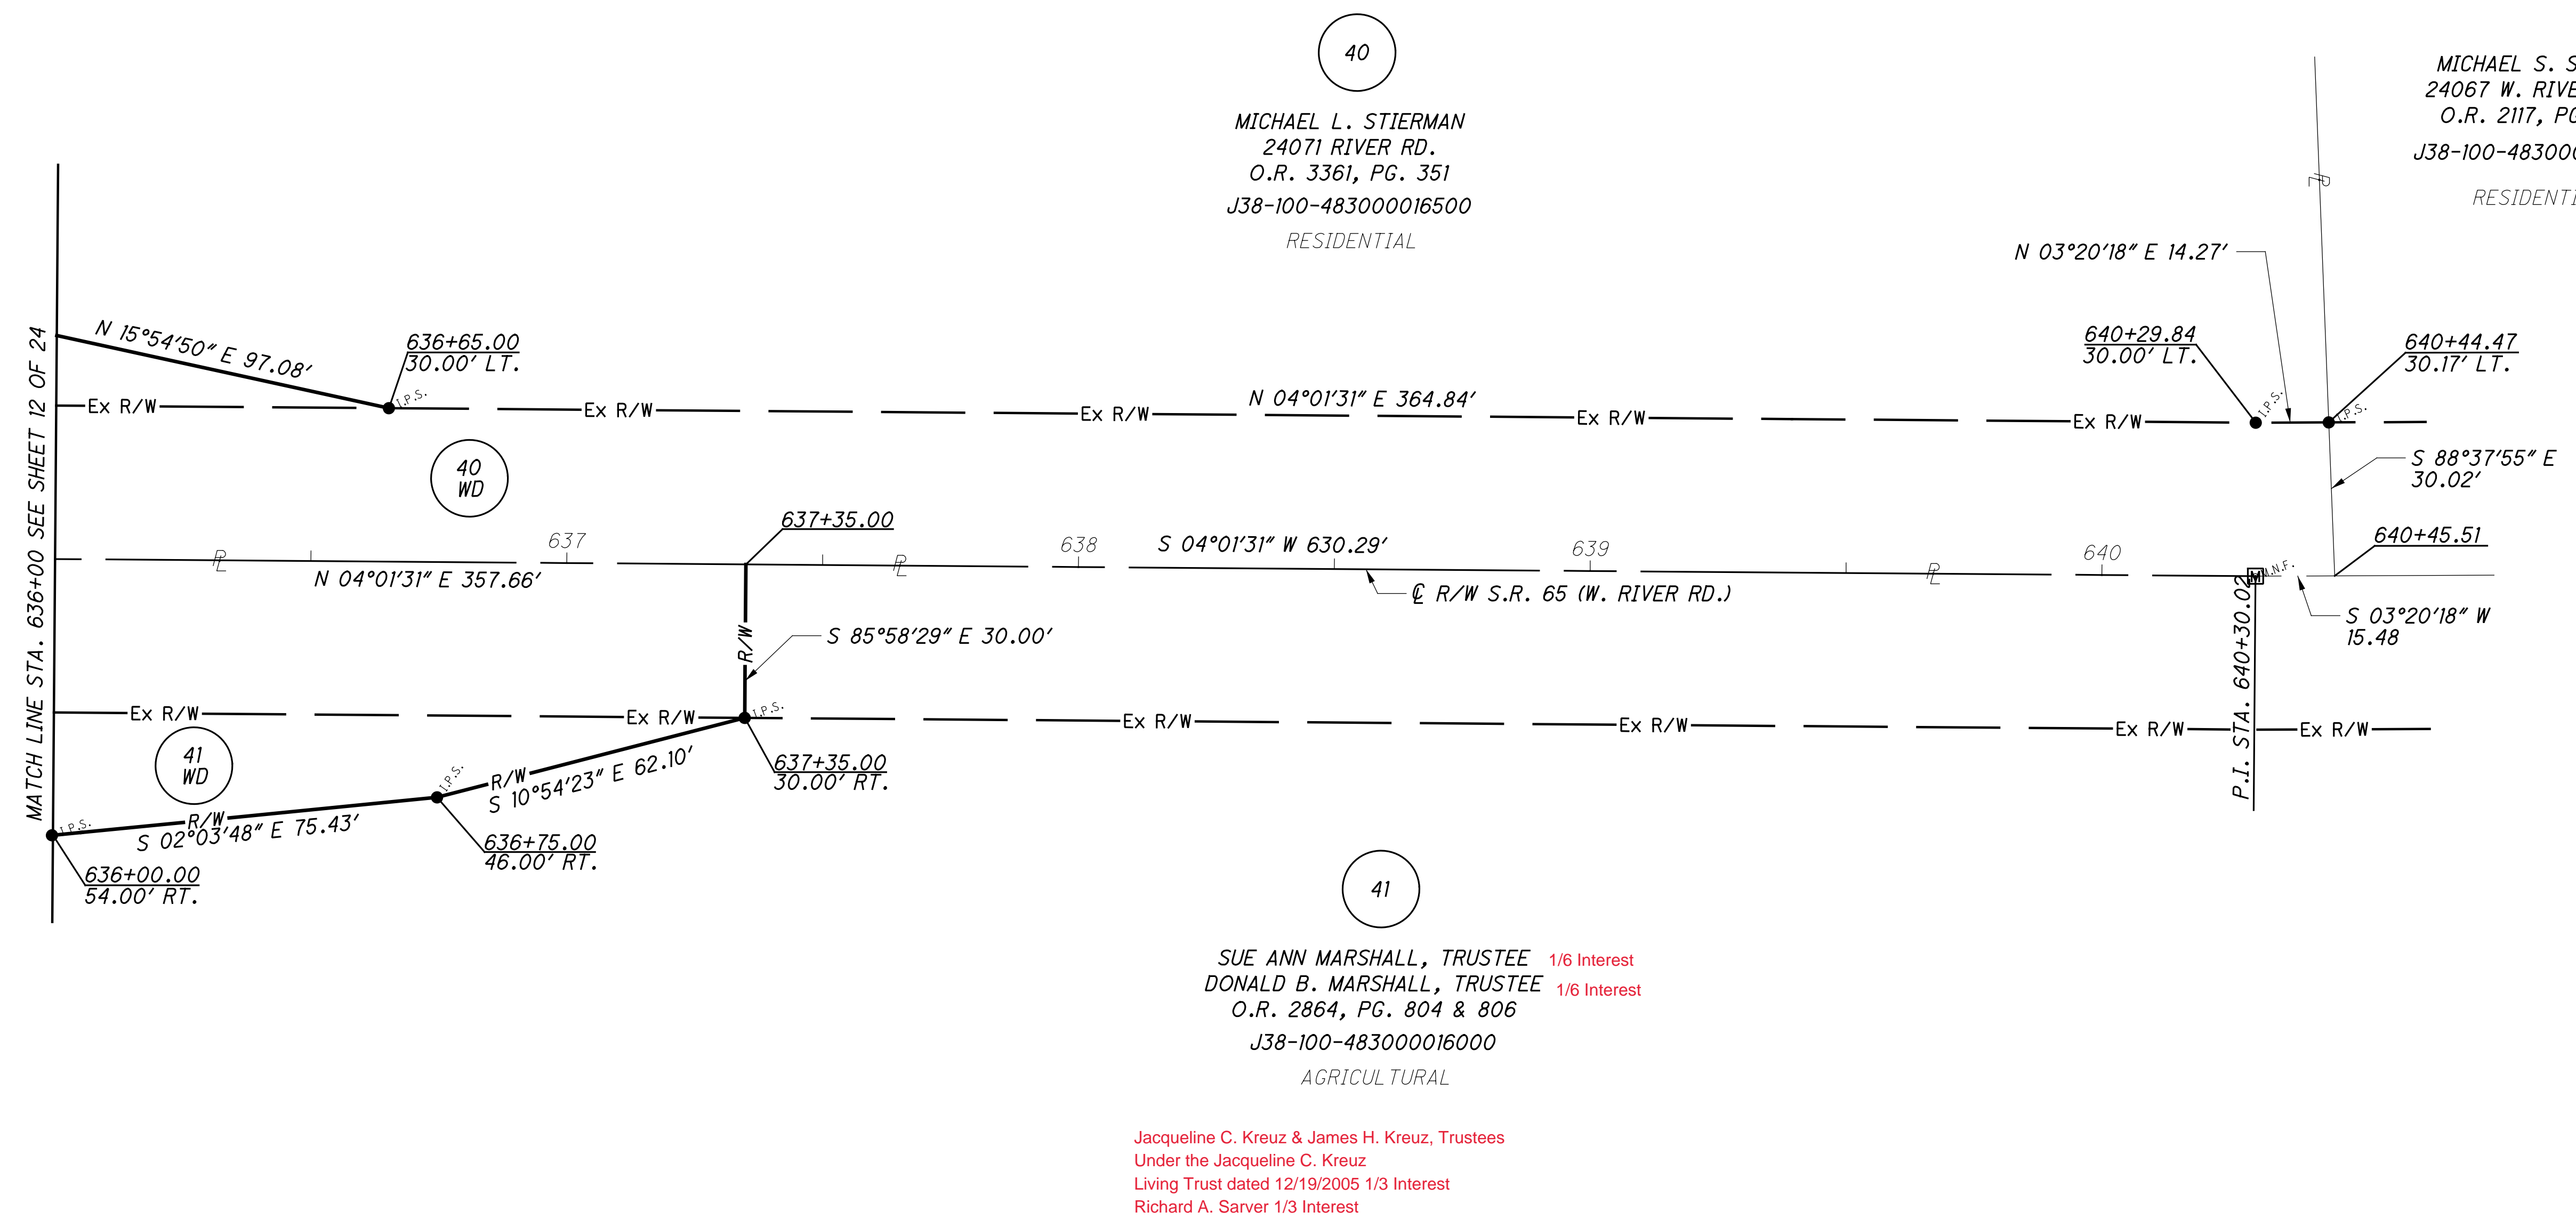 40
MICHAEL L. STIERMAN
24071 RIVER RD.
O.R. 3361, PG. 351
J38-100-483000016500
RESIDENTIAL
MICHAEL S.
24067 W.
O.R. 2117,
RESIDENTI
PL
N 03°20'18" E 14.27'
MATCH LINE STA. 636+00 SEE SHEET 12 OF 24
N 15°54'50" E 97.08'
636+65.00
30.00' LT.
I.P.S.
640+29.84
30.00' LT.
I.P.S.
640+44.47
30.17' LT.
I.P.S.
Ex R/W
Ex R/W
Ex R/W
N 04°01'31" E 364.84'
Ex R/W
Ex R/W
40
WD
S 88°37'55" E
30.02'
637+35.00
640+45.51
PL
637
PL
638
S 04°01'31" W 630.29'
639
PL
640
M
M.N.F.
N 04°01'31" E 357.66'
CL R/W S.R. 65 (W. RIVER RD.)
S 03°20'18" W
15.48
R/W
S 85°58'29" E 30.00'
P.I. STA. 640+30.02
Ex R/W
Ex R/W
I.P.S.
Ex R/W
Ex R/W
Ex R/W
Ex R/W
41
WD
637+35.00
30.00' RT.
I.P.S.
R/W
S 10°54'23" E 62.10'
I.P.S.
R/W
S 02°03'48" E 75.43'
636+75.00
46.00' RT.
636+00.00
54.00' RT.
41
SUE ANN MARSHALL, TRUSTEE 1/6 Interest
DONALD B. MARSHALL, TRUSTEE 1/6 Interest
O.R. 2864, PG. 804 & 806
J38-100-483000016000
AGRICULTURAL
Jacqueline C. Kreuz & James H. Kreuz, Trustees
Under the Jacqueline C. Kreuz
Living Trust dated 12/19/2005 1/3 Interest
Richard A. Sarver 1/3 Interest